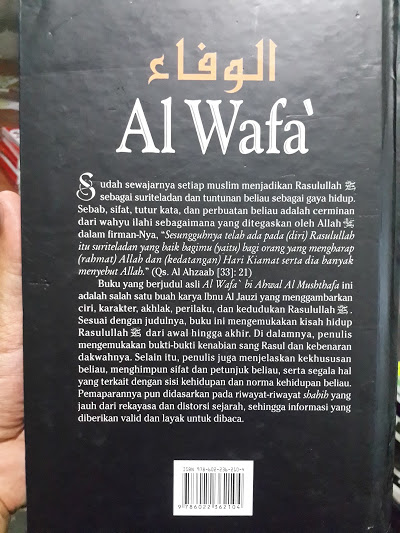 الوفاء
Al Wafa`
Sudah sewajarnya setiap muslim menjadikan Rasulullah ﷺ
sebagai suriteladan dan tuntunan beliau sebagai gaya hidup.
Sebab, sifat, tutur kata, dan perbuatan beliau adalah cerminan
dari wahyu ilahi sebagaimana yang ditegaskan oleh Allah ﷻ
dalam firman-Nya, “Sesungguhnya telah ada pada (diri) Rasulullah
itu suriteladan yang baik bagimu (yaitu) bagi orang yang mengharap
(rahmat) Allah dan (kedatangan) Hari Kiamat serta dia banyak
menyebut Allah.” (Qs. Al Ahzaab [33]: 21)
Buku yang berjudul asli Al Wafa` bi Ahwal Al Mushthafa ini
adalah salah satu buah karya Ibnu Al Jauzi yang menggambarkan
ciri, karakter, akhlak, perilaku, dan kedudukan Rasulullah ﷺ.
Sesuai dengan judulnya, buku ini mengemukakan kisah hidup
Rasulullah ﷺ dari awal hingga akhir. Di dalamnya, penulis
mengemukakan bukti-bukti kenabian sang Rasul dan kebenaran
dakwahnya. Selain itu, penulis juga menjelaskan kekhususan
beliau, menghimpun sifat dan petunjuk beliau, serta segala hal
yang terkait dengan sisi kehidupan dan norma kehidupan beliau.
Pemaparannya pun didasarkan pada riwayat-riwayat shahih yang
jauh dari rekayasa dan distorsi sejarah, sehingga informasi yang
diberikan valid dan layak untuk dibaca.
ISBN 978-602-236-210-4
9 786022 362104